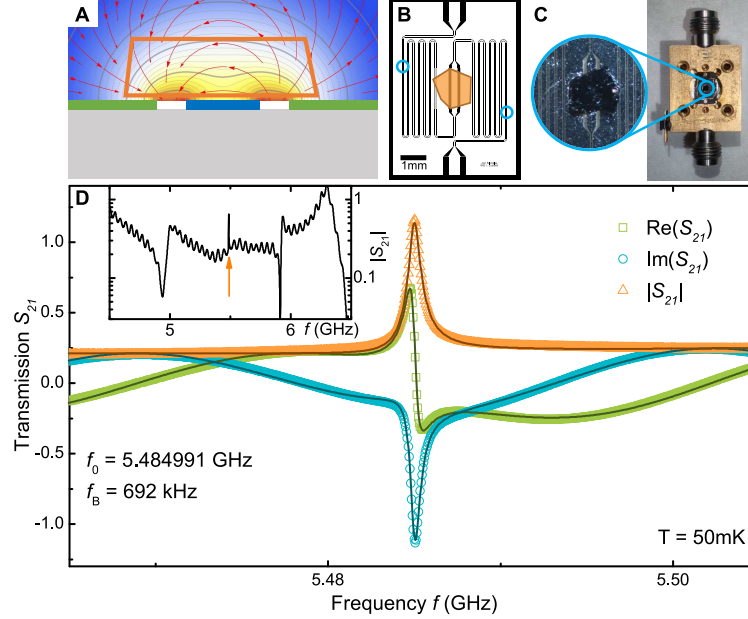 A
B
C
1mm
D
1.0
0.5
0.0
-0.5
-1.0
Transmission S21
1
0.1
|S21|
5
6
f (GHz)
Re(S21)
Im(S21)
|S21|
f0 = 5.484991 GHz
fB = 692 kHz
T = 50mK
5.48
5.50
Frequency f (GHz)